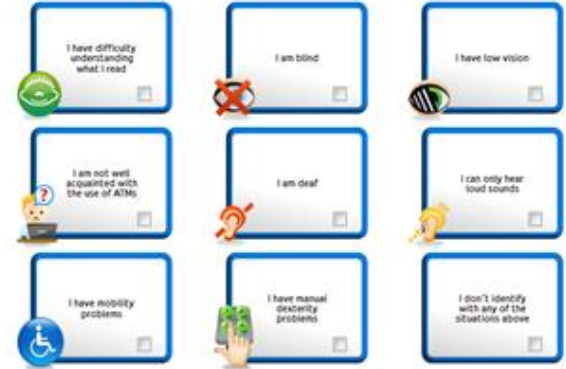 I have difficulty
understanding
what I read
I am blind
I have low vision
I am not well
acquainted with
the use of ATMs
?
I am deaf
I can only hear
loud sounds
I have mobility
problems
I have manual
dexterity
problems
I don't identify
with any of the
situations above